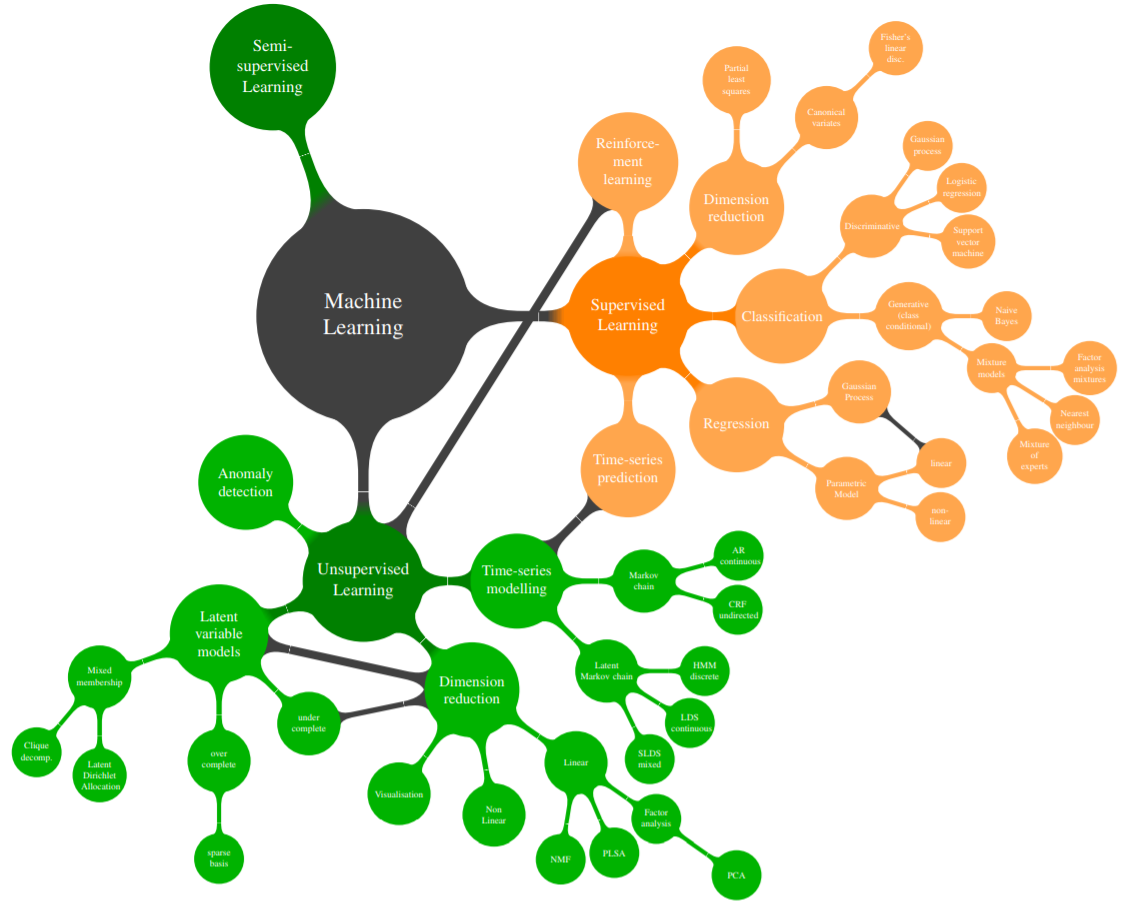 Semi-
supervised
Learning
Machine
Learning
Reinforce-
ment
learning
Supervised
Learning
Partial
least
squares
Fisher's
linear
disc.
Canonical
variates
Dimension
reduction
Gaussian
process
Logistic
regression
Support
vector
machine
Discriminative
Classification
Generative
(class
conditional)
Naive
Bayes
Mixture
models
Factor
analysis
mixtures
Nearest
neighbour
Mixture
of
experts
Regression
Gaussian
Process
linear
Parametric
Model
non-
linear
Time-series
prediction
Anomaly
detection
Unsupervised
Learning
Time-series
modelling
Markov
chain
AR
continuous
CRF
undirected
Latent
Markov chain
HMM
discrete
LDS
continuous
SLDS
mixed
Latent
variable
models
Mixed
membership
Clique
decomp.
Latent
Dirichlet
Allocation
over
complete
sparse
basis
under
complete
Dimension
reduction
Visualisation
Non
Linear
Linear
NMF
PLSA
Factor
analysis
PCA